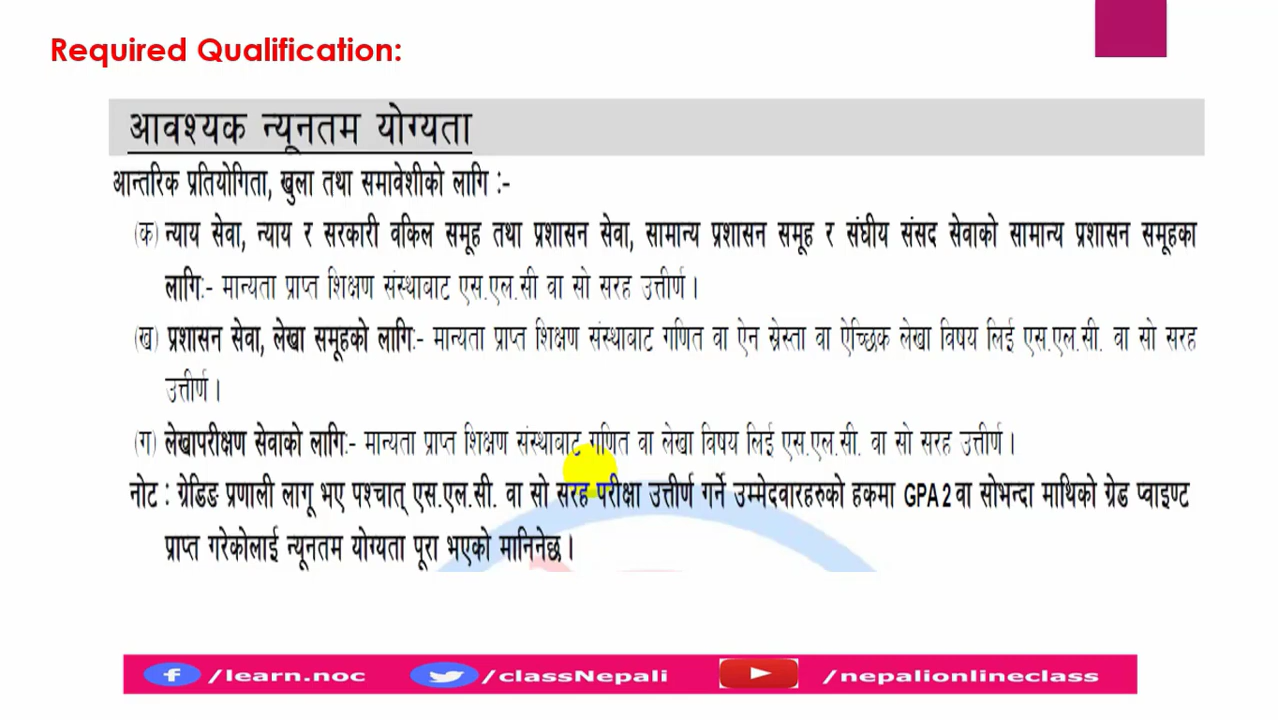 Required Qualification:
आवश्यक न्यूनतम योग्यता
आन्तरिक प्रतियोगिता, खुला तथा समावेशीको लागि :-
(क) न्याय सेवा, न्याय र सरकारी वकिल समूह तथा प्रशासन सेवा, सामान्य प्रशासन समूह र संघीय संसद सेवाको सामान्य प्रशासन समूहका
लागि:- मान्यता प्राप्त शिक्षण संस्थाबाट एस.एल.सी वा सो सरह उत्तीर्ण ।
(ख) प्रशासन सेवा, लेखा समूहको लागि:- मान्यता प्राप्त शिक्षण संस्थाबाट गणित वा ऐन स्रेस्ता वा ऐच्छिक लेखा विषय लिई एस.एल.सी. वा सो सरह
उत्तीर्ण ।
(ग) लेखापरीक्षण सेवाको लागि:- मान्यता प्राप्त शिक्षण संस्थाबाट गणित वा लेखा विषय लिई एस.एल.सी. वा सो सरह उत्तीर्ण ।
नोट : ग्रेडिङ प्रणाली लागू भए पश्चात् एस.एल.सी. वा सो सरह परीक्षा उत्तीर्ण गर्ने उम्मेदवारहरुको हकमा GPA 2 वा सोभन्दा माथिको ग्रेड प्वाइण्ट
प्राप्त गरेकोलाई न्यूनतम योग्यता पूरा भएको मानिनेछ ।
/learn.noc /classNepali /nepalionlineclass